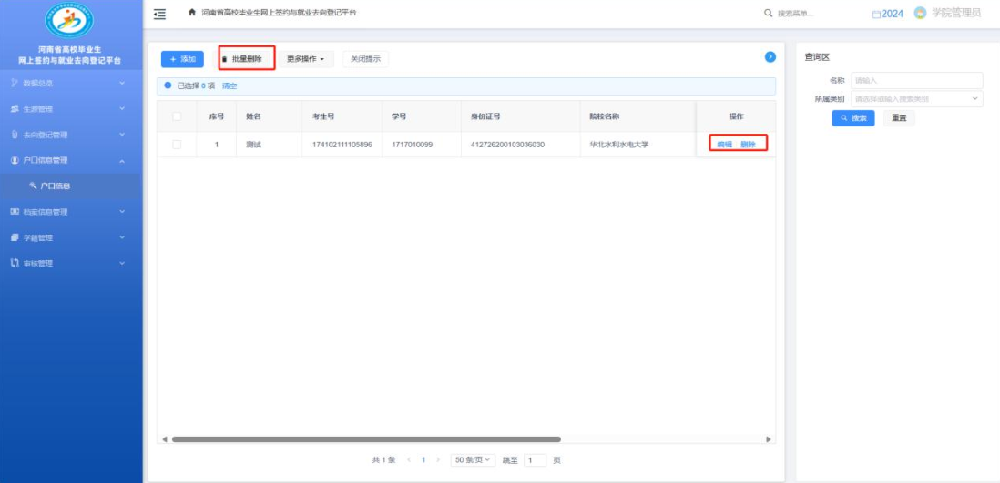 河南省高校毕业生
网上签约与就业去向登记平台
数据总览
生源管理
去向登记管理
户口信息管理
户口信息
档案信息管理
学籍管理
审核管理
河南省高校毕业生网上签约与就业去向登记平台
搜索菜单...
2024
学院管理员
+ 添加
批量删除
更多操作
关闭提示
已选择 0 项 清空
序号 姓名 考生号 学号 身份证号 院校名称 操作
1 测试 174102111105896 1717010099 412726200103036030 华北水利水电大学 编辑 删除
共 1 条 < 1 > 50 条/页 跳至 1 页
查询区
名称 请输入
所属类别 请选择或输入搜索类别
搜索 重置